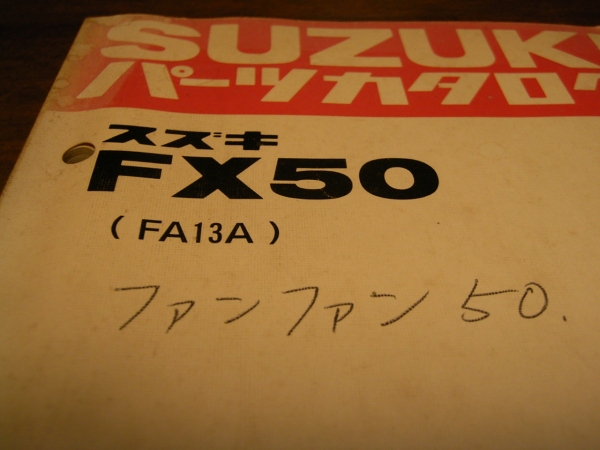 SUZUKI
パーツカタログ
スズキ
FX50
( FA13A )
ファンファン 50.